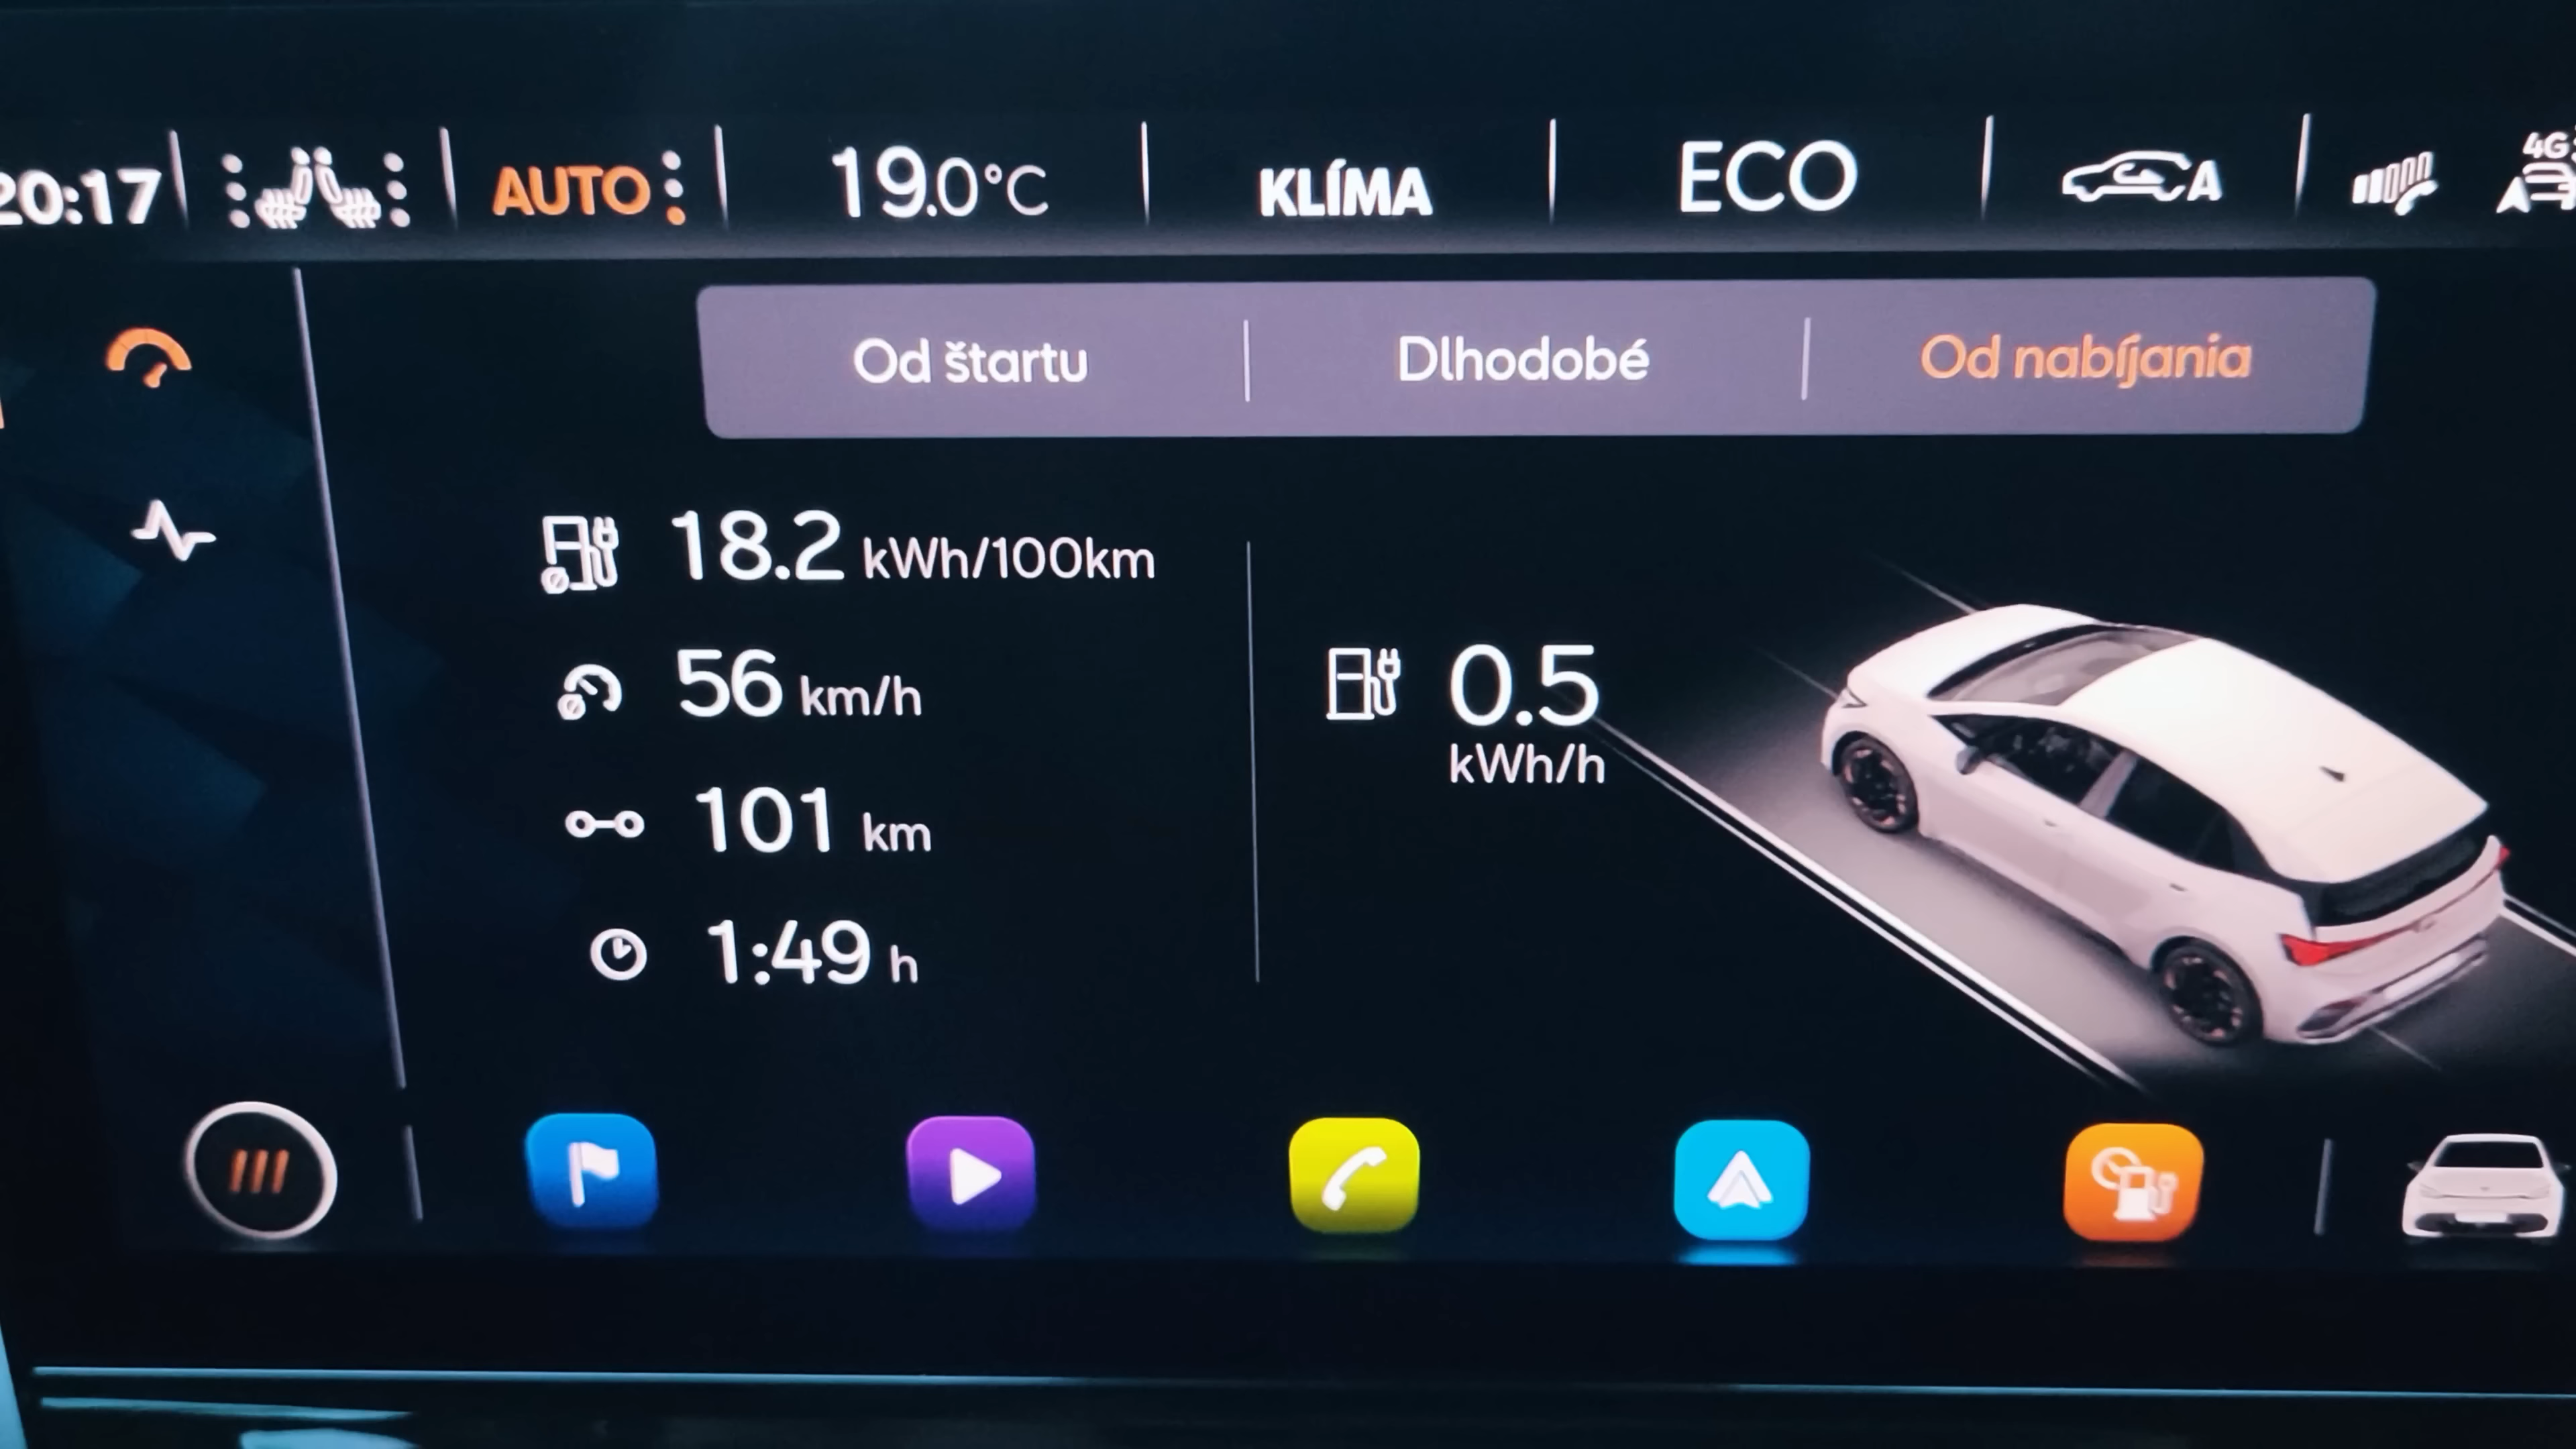 20:17 AUTO 19.0°C KLÍMA ECO A 4G
Od štartu Dlhodobé Od nabíjania
18.2 kWh/100km
56 km/h
101 km
1:49 h
0.5
kWh/h